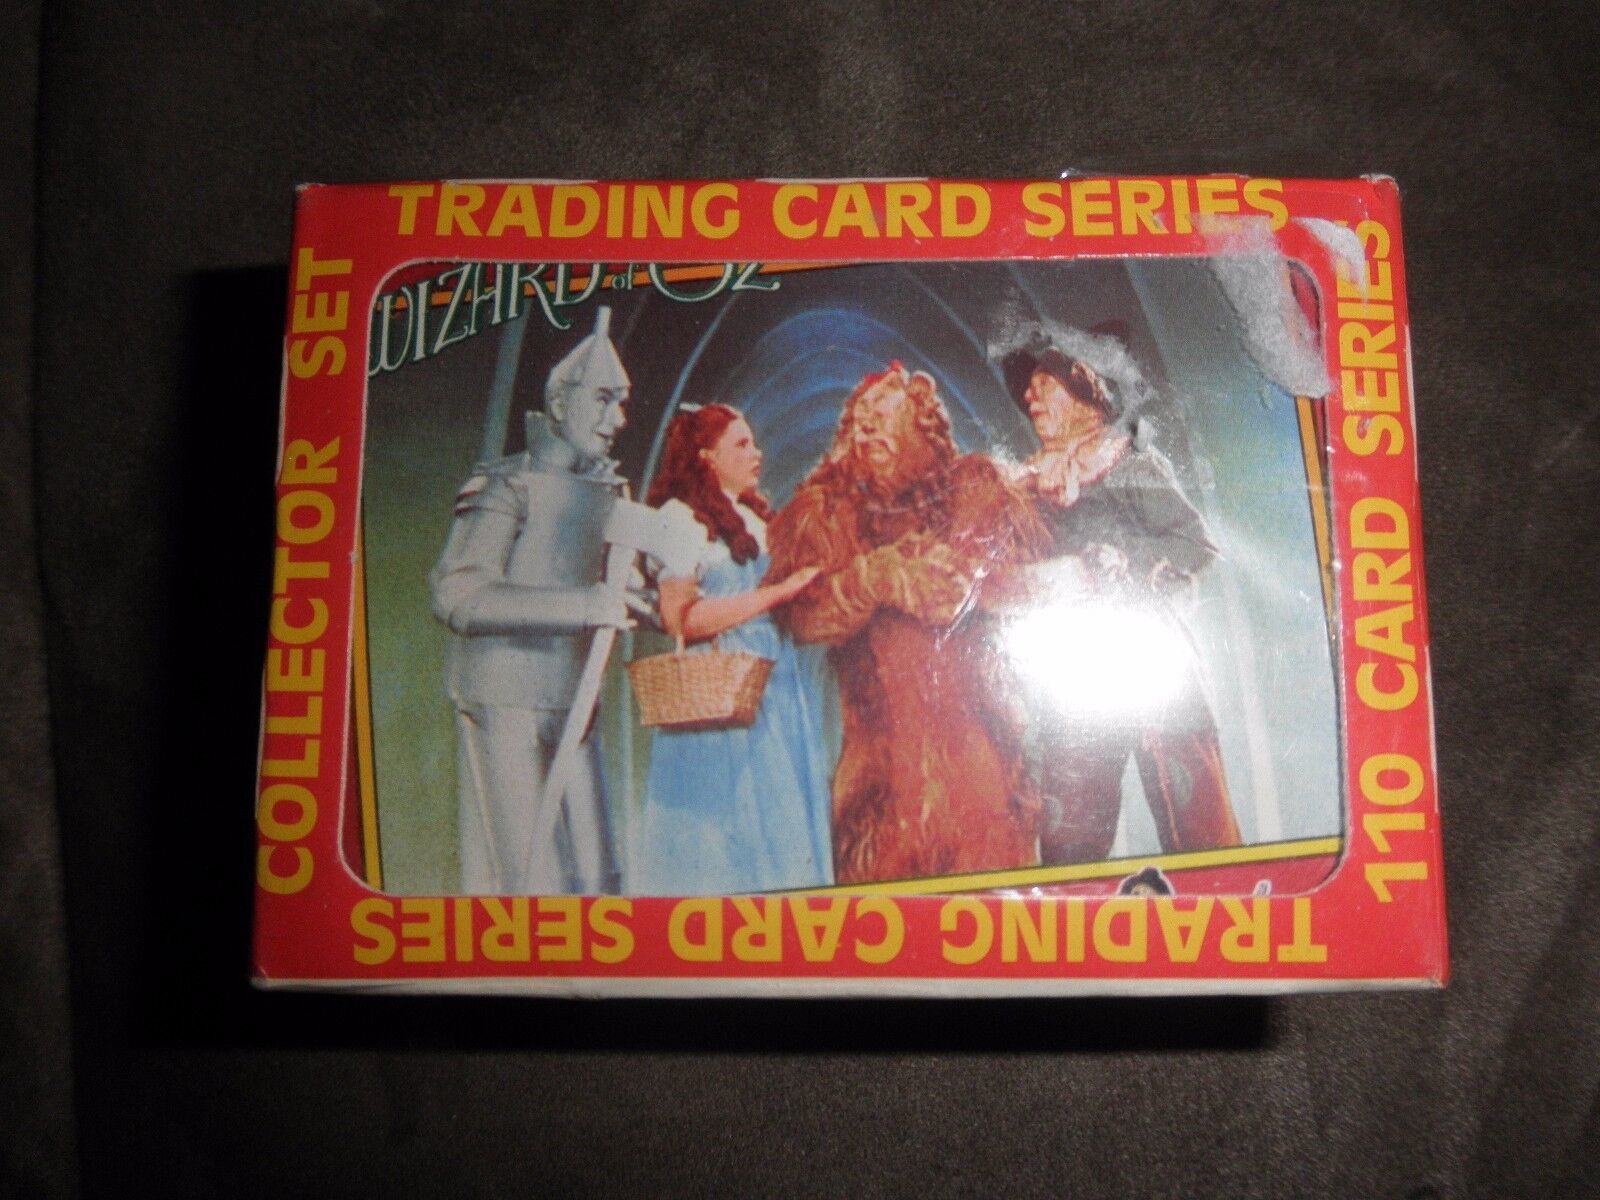 TRADING CARD SERIES
COLLECTOR SET
WIZARD of OZ
110 CARD SERIES
TRADING CARD SERIES